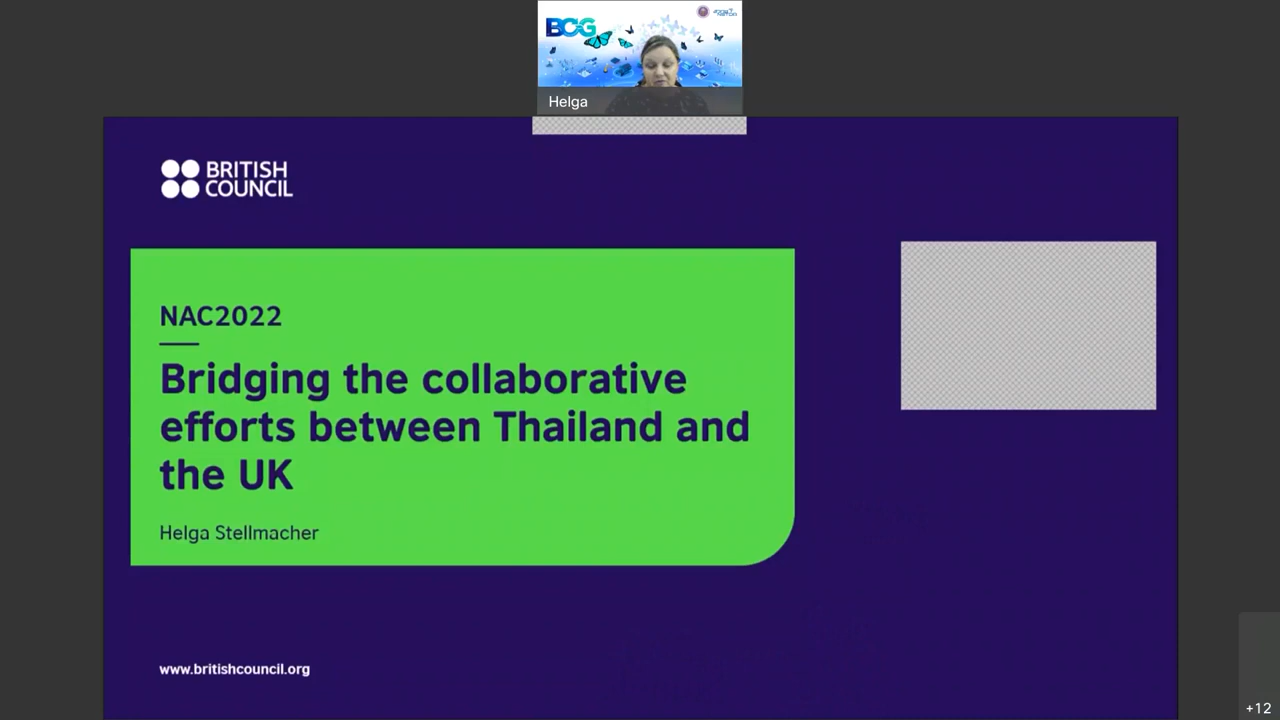 BCG
Helga
BRITISH
COUNCIL
NAC2022
Bridging the collaborative
efforts between Thailand and
the UK
Helga Stellmacher
www.britishcouncil.org
+12